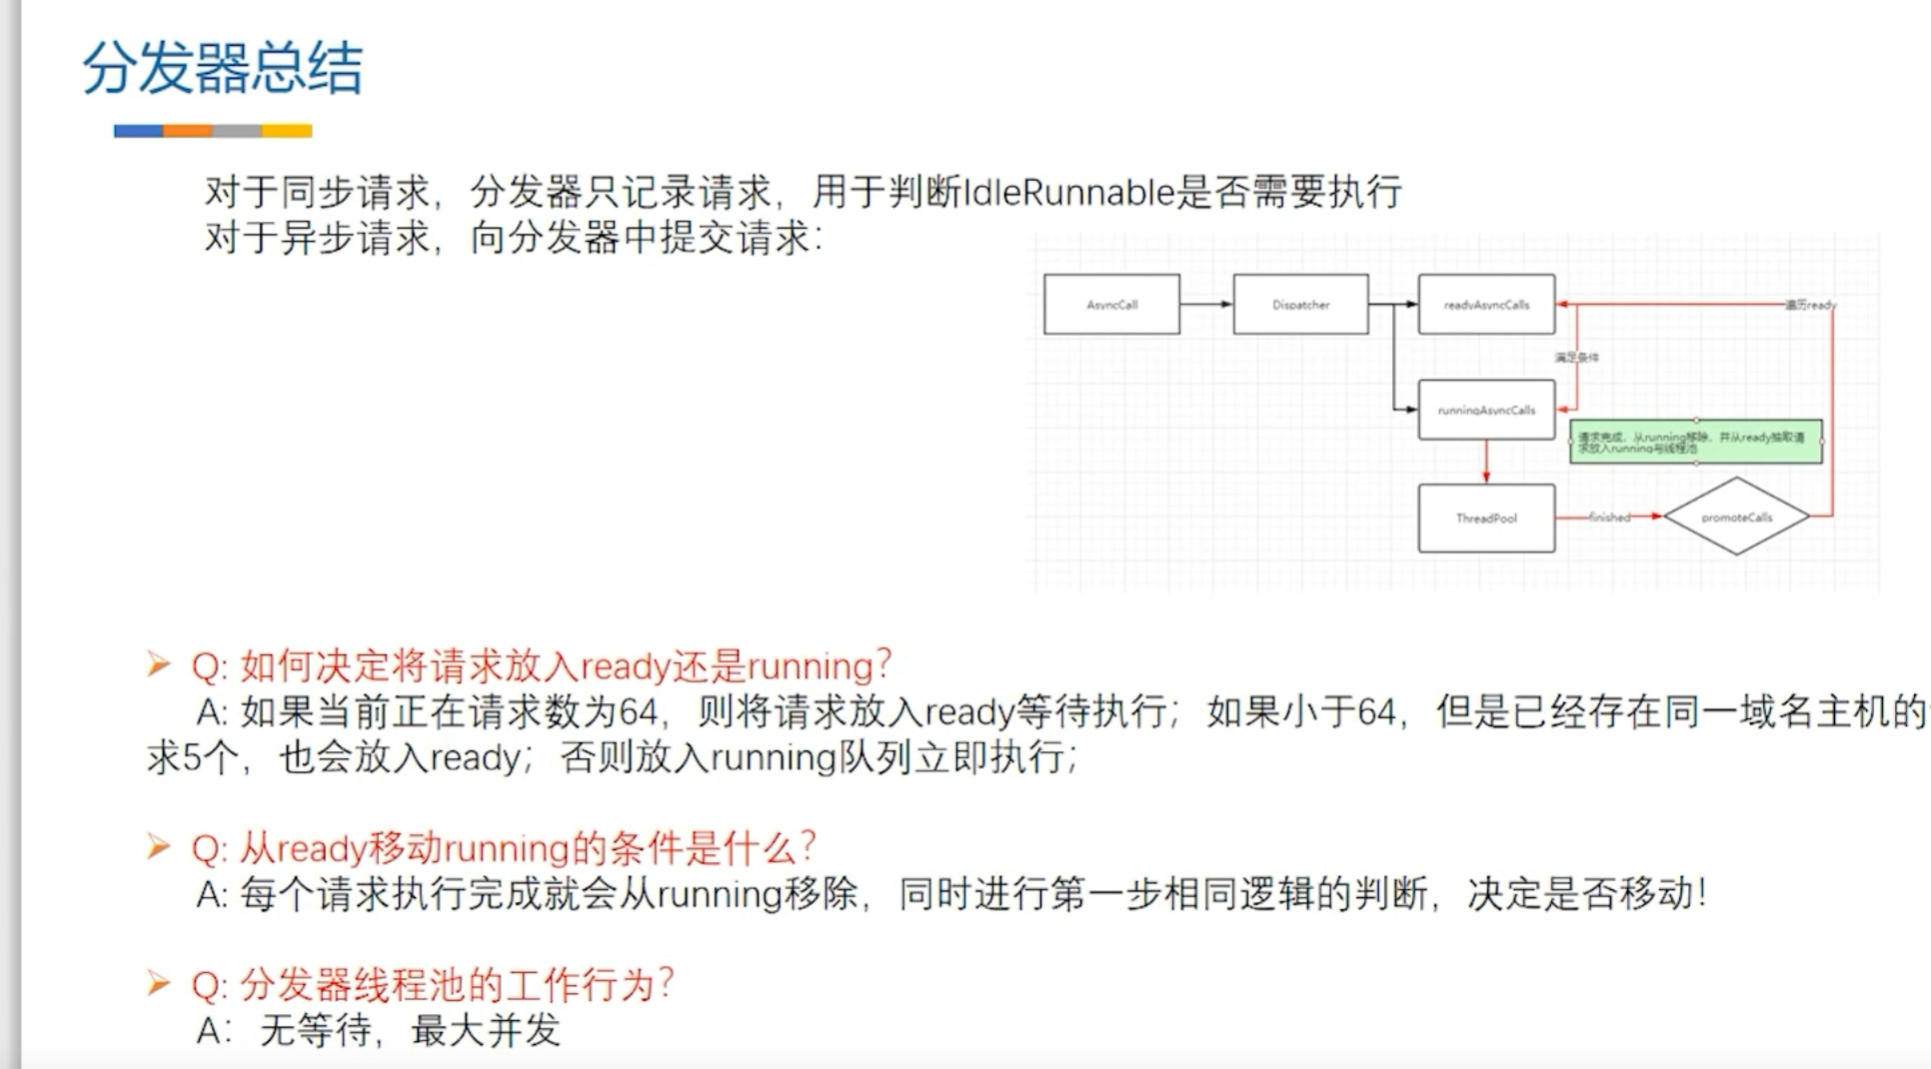 分发器总结
对于同步请求，分发器只记录请求，用于判断IdleRunnable是否需要执行
对于异步请求，向分发器中提交请求：
AsyncCall
Dispatcher
readyAsyncCalls
遍历ready
满足条件
runningAsyncCalls
请求完成，从running移除，并从ready抽取请
求放入running与线程池
ThreadPool
finished
promoteCalls
Q: 如何决定将请求放入ready还是running？
A: 如果当前正在请求数为64，则将请求放入ready等待执行；如果小于64，但是已经存在同一域名主机的
求5个，也会放入ready；否则放入running队列立即执行；
Q: 从ready移动running的条件是什么？
A: 每个请求执行完成就会从running移除，同时进行第一步相同逻辑的判断，决定是否移动！
Q: 分发器线程池的工作行为？
A： 无等待，最大并发